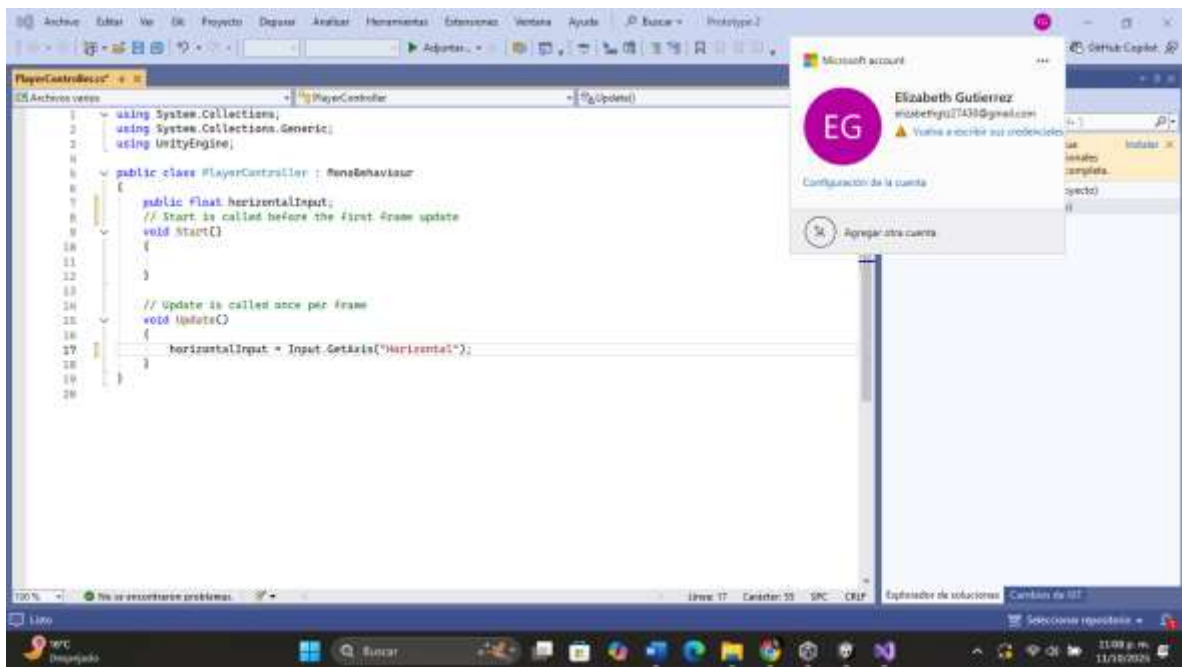 Archivo Editar Ver Git Proyecto Depurar Analizar Herramientas Extensiones Ventana Ayuda Buscar Prototype 2
Adjuntar...
GitHub Copilot
PlayerController.cs*
Archivos varios
PlayerController
Update()
1 using System.Collections;
2 using System.Collections.Generic;
3 using UnityEngine;
4
5 public class PlayerController : MonoBehaviour
6 {
7 public float horizontalInput;
8 // Start is called before the first frame update
9 void Start()
10 {
11
12 }
13
14 // Update is called once per frame
15 void Update()
16 {
17 horizontalInput = Input.GetAxis("Horizontal");
18 }
19 }
20
Microsoft account
EG
Elizabeth Gutierrez
Vuelva a escribir sus credenciales
Configuración de la cuenta
Agregar otra cuenta
Instalar
completa.
100 %
No se encontraron problemas.
Línea: 17 Carácter: 55 SPC CRLF
Explorador de soluciones Cambios de GIT
Listo
Seleccionar repositorio
16°C
Despejado
Buscar
11:09 p. m.
11/10/2025